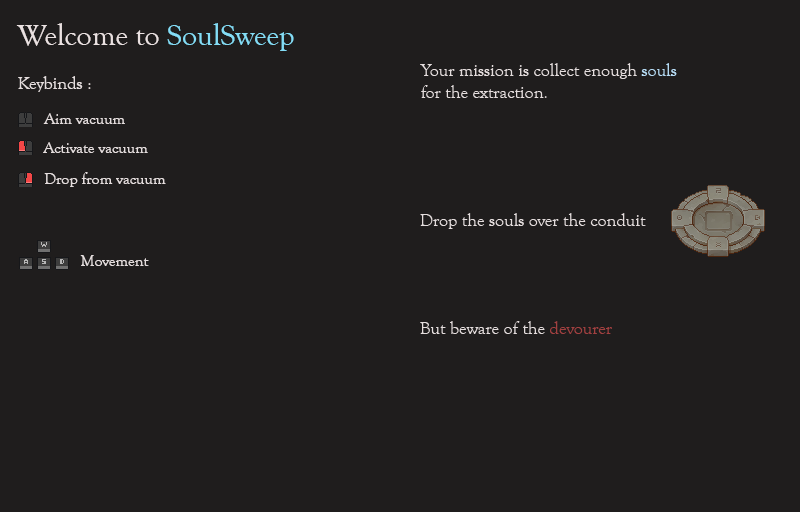 Welcome to SoulSweep
Keybinds :
Aim vacuum
Activate vacuum
Drop from vacuum
W
A S D Movement
Your mission is collect enough souls
for the extraction.
Drop the souls over the conduit
But beware of the devourer